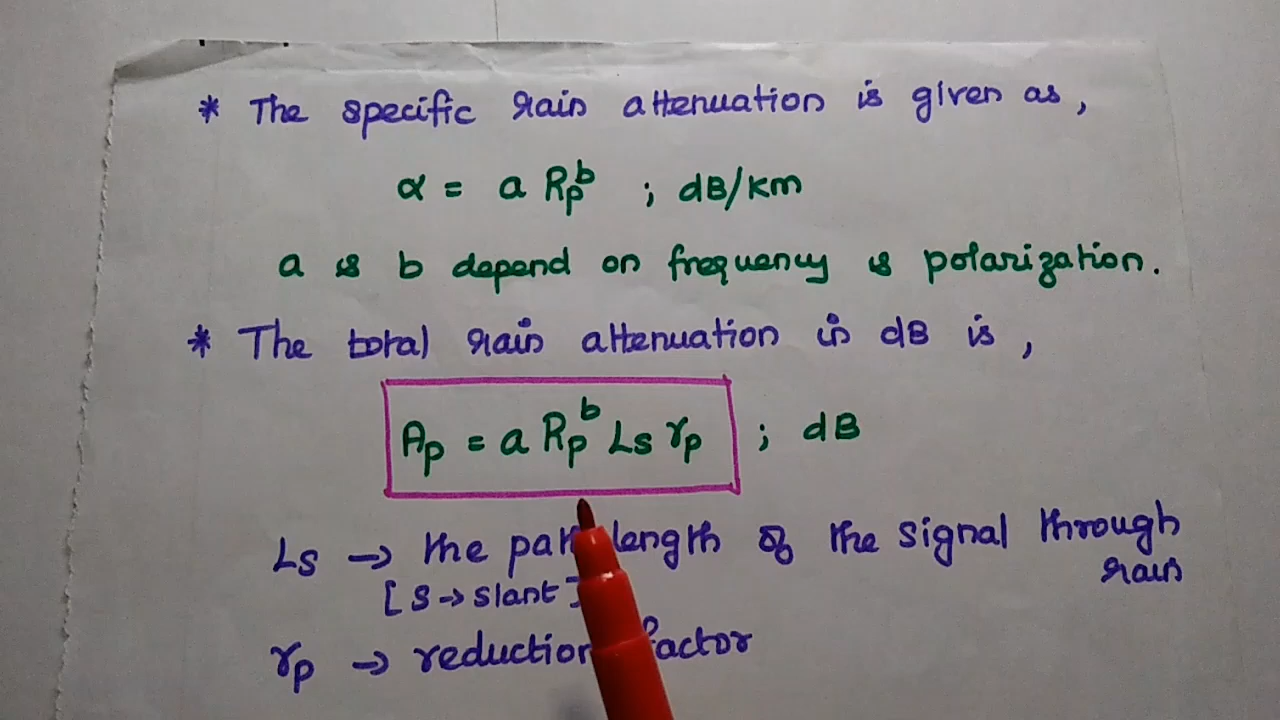 * The specific rain attenuation is given as,
α = a Rp^b ; dB/km
a & b depend on frequency & polarization.
* The total rain attenuation in dB is,
Ap = a Rp^b Ls rp ; dB
Ls → the path length of the signal through
rain
[S → slant]
rp → reduction factor